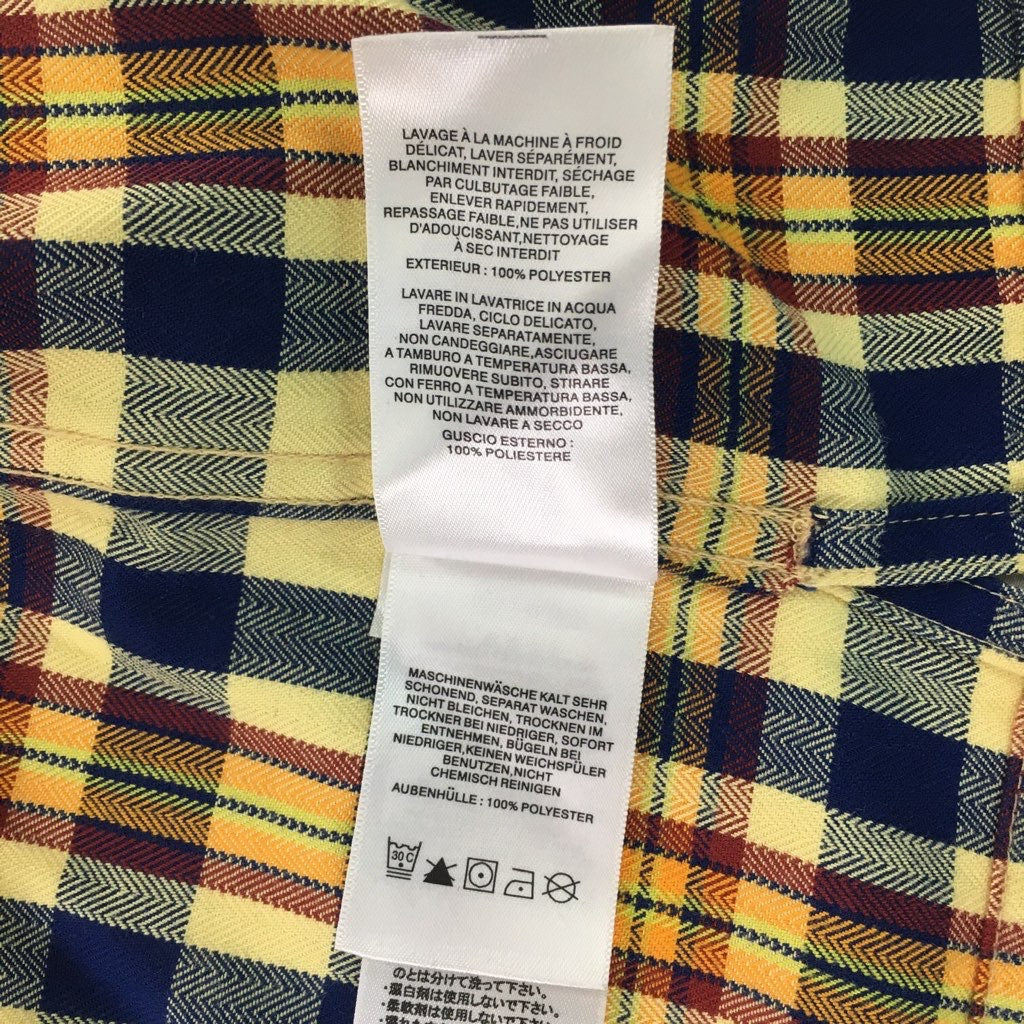 LAVAGE À LA MACHINE À FROID
DÉLICAT, LAVER SÉPARÉMENT,
BLANCHIMENT INTERDIT, SÉCHAGE
PAR CULBUTAGE FAIBLE,
ENLEVER RAPIDEMENT,
REPASSAGE FAIBLE,NE PAS UTILISER
D'ADOUCISSANT,NETTOYAGE
À SEC INTERDIT
EXTERIEUR : 100% POLYESTER
LAVARE IN LAVATRICE IN ACQUA
FREDDA, CICLO DELICATO,
LAVARE SEPARATAMENTE,
NON CANDEGGIARE,ASCIUGARE
A TAMBURO A TEMPERATURA BASSA,
RIMUOVERE SUBITO, STIRARE
CON FERRO A TEMPERATURA BASSA,
NON UTILIZZARE AMMORBIDENTE,
NON LAVARE A SECCO
GUSCIO ESTERNO :
100% POLIESTERE
MASCHINENWÄSCHE KALT SEHR
SCHONEND, SEPARAT WASCHEN,
NICHT BLEICHEN, TROCKNEN IM
TROCKNER BEI NIEDRIGER, SOFORT
ENTNEHMEN, BÜGELN BEI
NIEDRIGER,KEINEN WEICHSPÜLER
BENUTZEN,NICHT
CHEMISCH REINIGEN
AUBENHÜLLE : 100% POLYESTER
30 C
のとは分けて洗って下さい。
・漂白剤は使用しないで下さい。
・柔軟剤は使用しないで下さい。